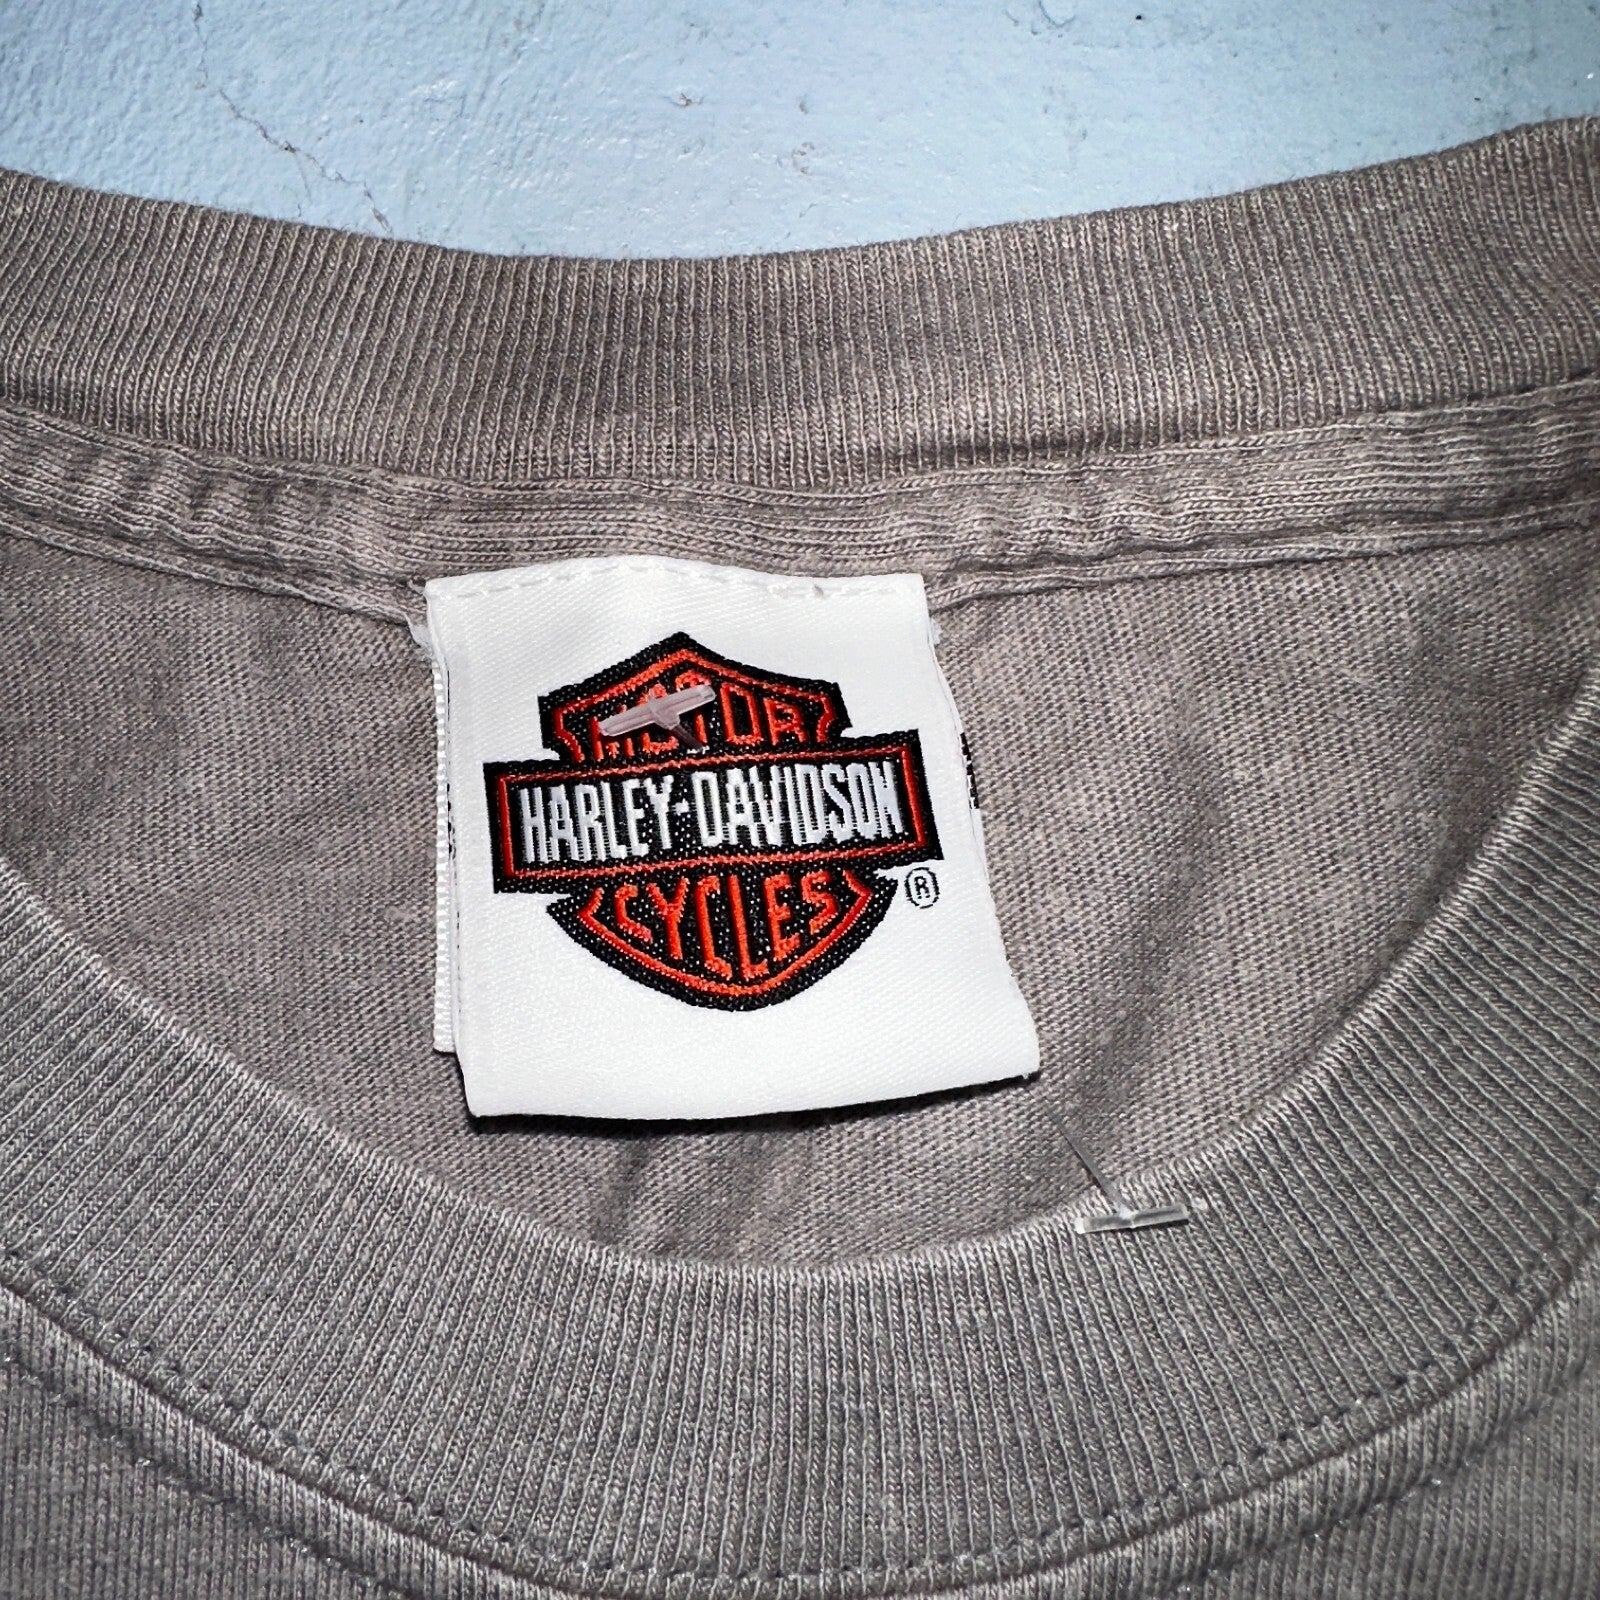 MOTOR
HARLEY-DAVIDSON
CYCLES
®